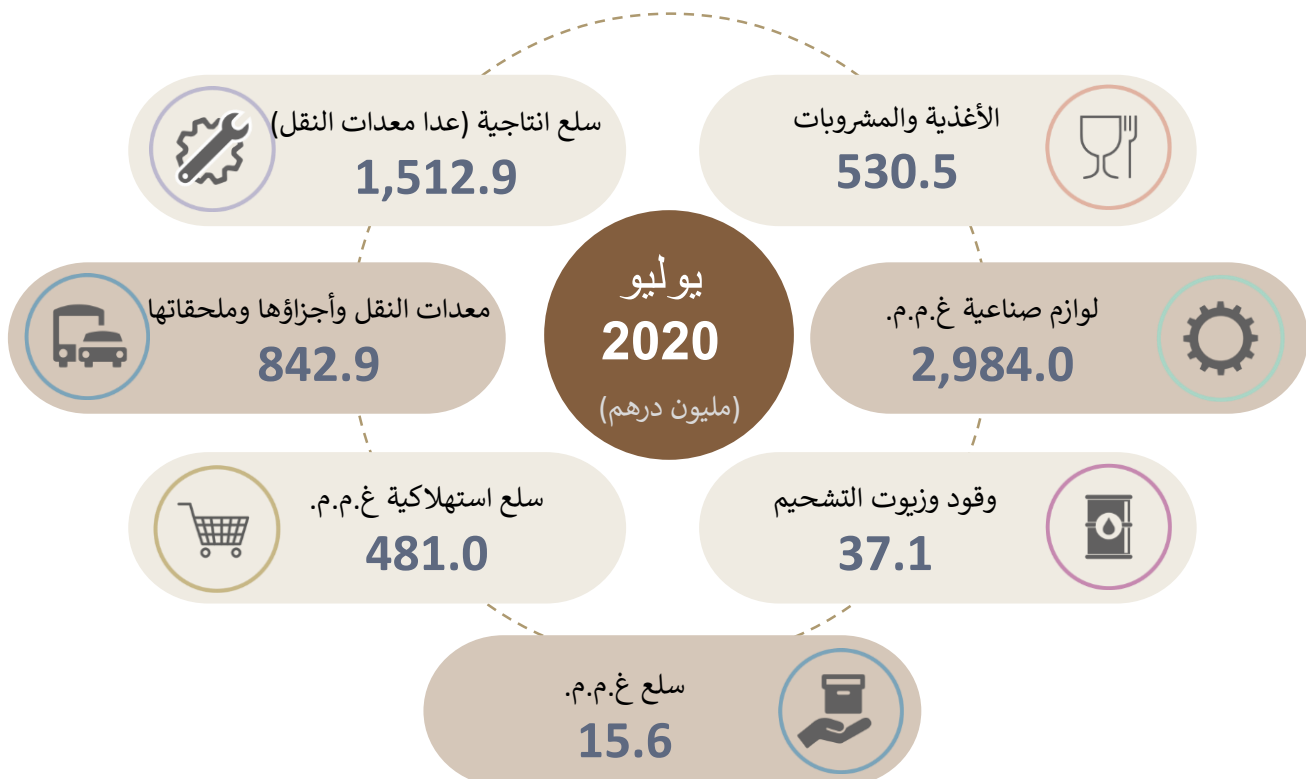 الأغذية والمشروبات
530.5
سلع انتاجية (عدا معدات النقل)
1,512.9
يوليو
2020
(مليون درهم)
لوازم صناعية غ.م.م.
2,984.0
معدات النقل وأجزاؤها وملحقاتها
842.9
وقود وزيوت التشحيم
37.1
سلع استهلاكية غ.م.م.
481.0
سلع غ.م.م.
15.6